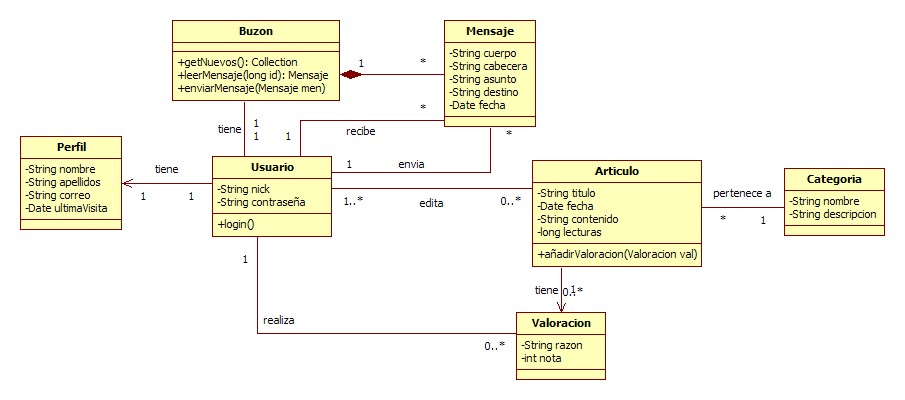 Buzon
+getNuevos(): Collection
+leerMensaje(long id): Mensaje
+enviarMensaje(Mensaje men)
Mensaje
-String cuerpo
-String cabecera
-String asunto
-String destino
-Date fecha
1
*
tiene
1
1
1
recibe
*
Perfil
-String nombre
-String apellidos
-String correo
-Date ultimaVisita
tiene
1
1
Usuario
-String nick
-String contraseña
+login()
1
envia
*
1..*
edita
0..*
Articulo
-String titulo
-Date fecha
-String contenido
-long lecturas
+añadirValoracion(Valoracion val)
pertenece a
*
1
Categoria
-String nombre
-String descripcion
1
realiza
0..*
tiene
1
0..*
Valoracion
-String razon
-int nota